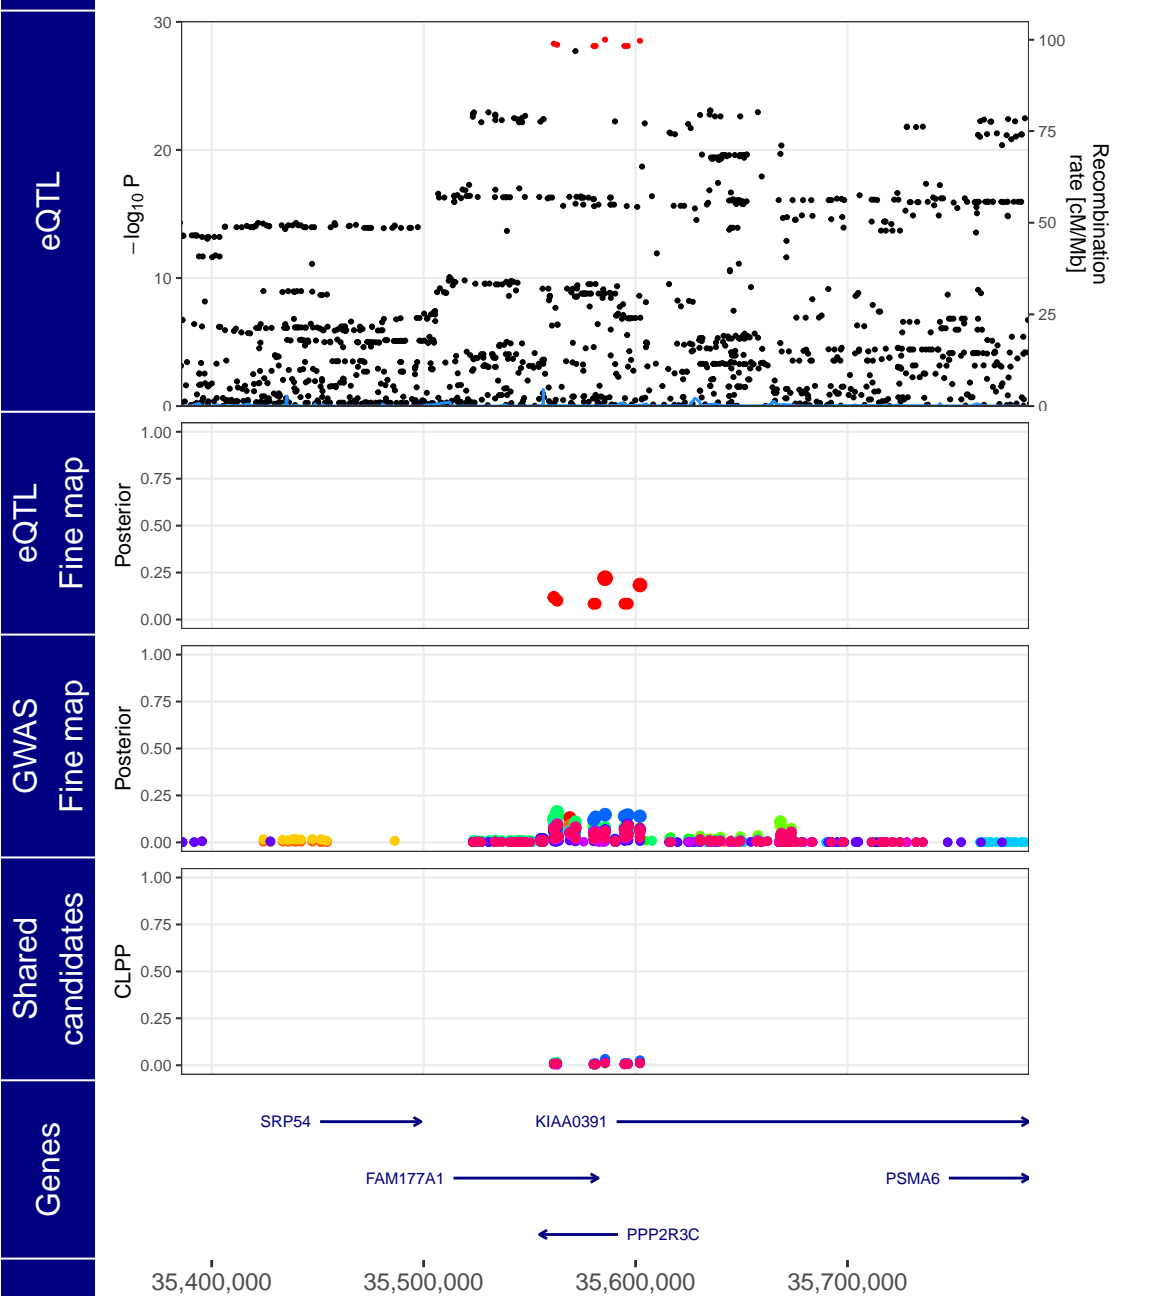 eQTL
−log10 P
30
20
10
0
100
75
50
25
0
Recombination
rate [cM/Mb]
eQTL
Fine map
Posterior
1.00
0.75
0.50
0.25
0.00
GWAS
Fine map
Posterior
1.00
0.75
0.50
0.25
0.00
Shared
candidates
CLPP
1.00
0.75
0.50
0.25
0.00
Genes
SRP54
KIAA0391
FAM177A1
PSMA6
PPP2R3C
35,400,000
35,500,000
35,600,000
35,700,000